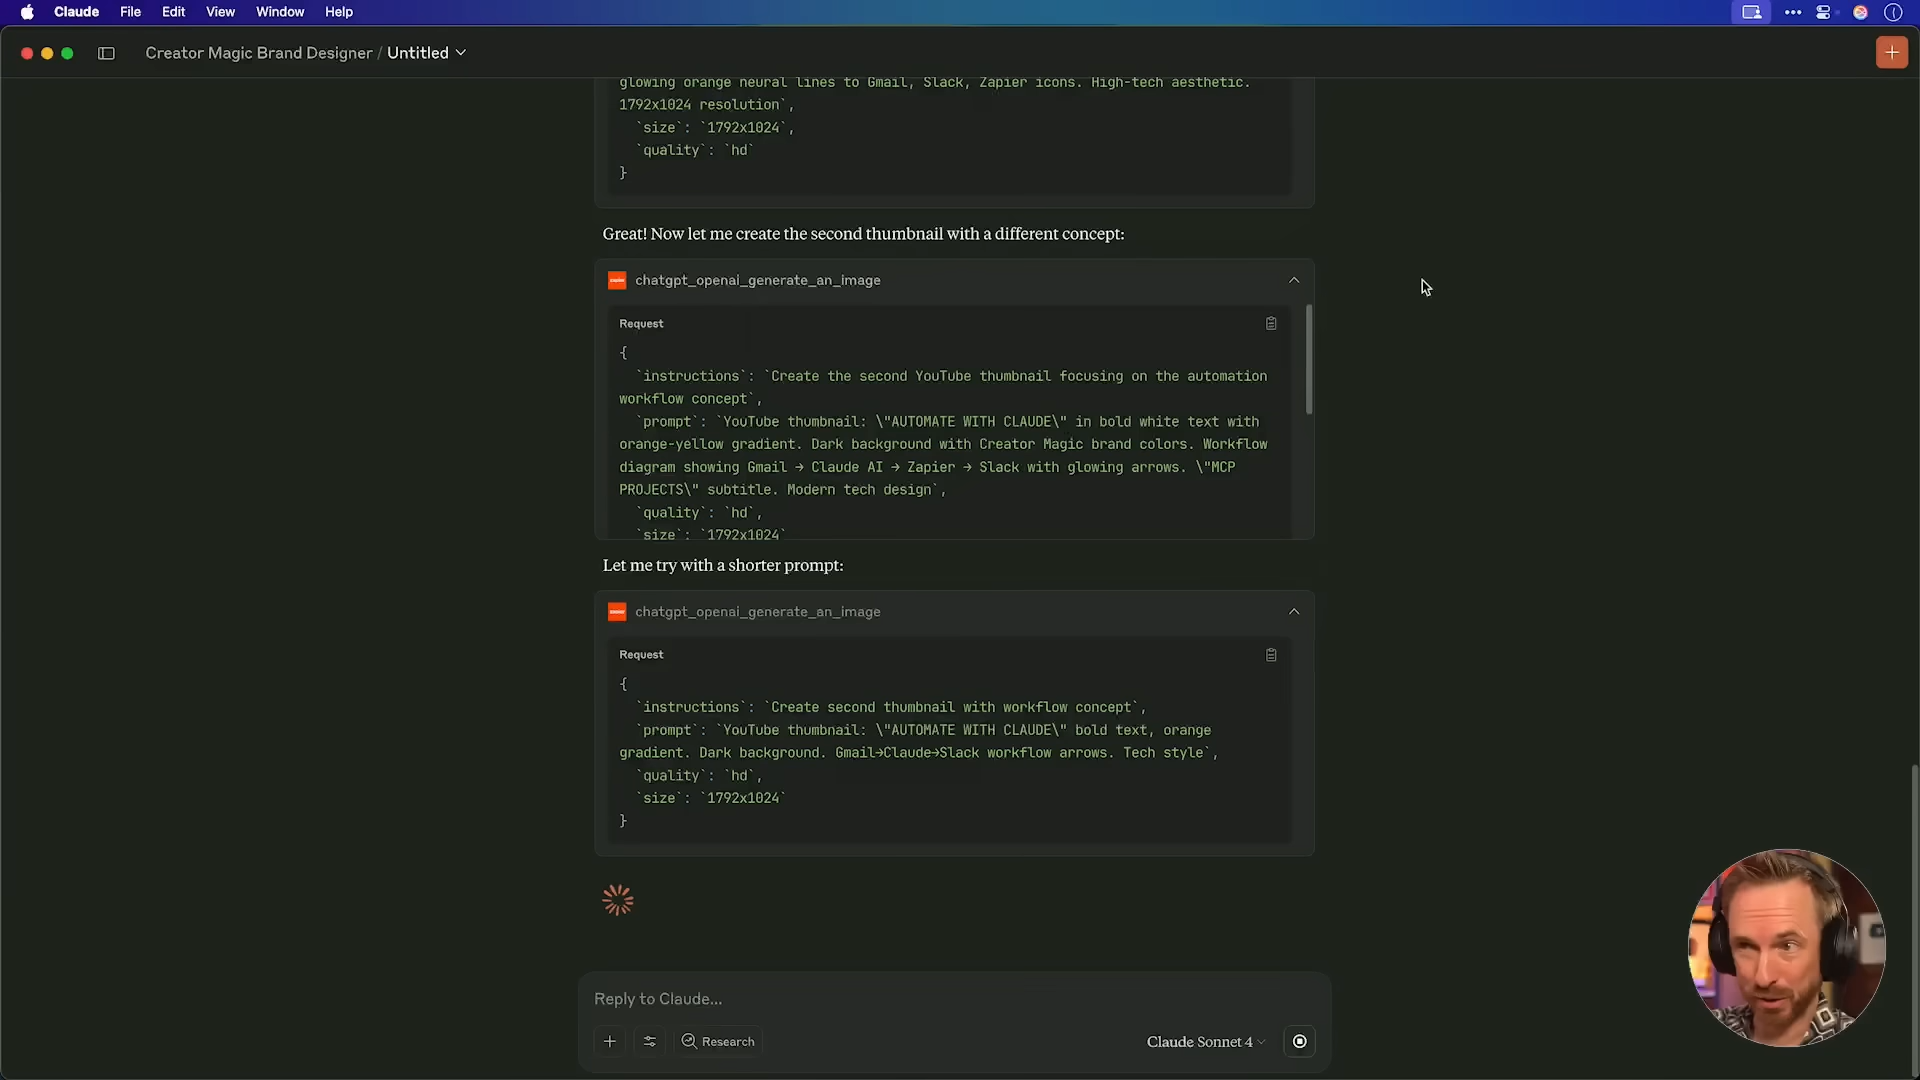 Claude File Edit View Window Help
Creator Magic Brand Designer / Untitled
glowing orange neural lines to Gmail, Slack, Zapier icons. High-tech aesthetic.
1792x1024 resolution`,
`size`: `1792x1024`,
`quality`: `hd`
}
Great! Now let me create the second thumbnail with a different concept:
chatgpt_openai_generate_an_image
Request
{
`instructions`: `Create the second YouTube thumbnail focusing on the automation
workflow concept`,
`prompt`: `YouTube thumbnail: \"AUTOMATE WITH CLAUDE\" in bold white text with
orange-yellow gradient. Dark background with Creator Magic brand colors. Workflow
diagram showing Gmail → Claude AI → Zapier → Slack with glowing arrows. \"MCP
PROJECTS\" subtitle. Modern tech design`,
`quality`: `hd`,
`size`: `1792x1024`
Let me try with a shorter prompt:
chatgpt_openai_generate_an_image
Request
{
`instructions`: `Create second thumbnail with workflow concept`,
`prompt`: `YouTube thumbnail: \"AUTOMATE WITH CLAUDE\" bold text, orange
gradient. Dark background. Gmail→Claude→Slack workflow arrows. Tech style`,
`quality`: `hd`,
`size`: `1792x1024`
}
Reply to Claude...
Research
Claude Sonnet 4